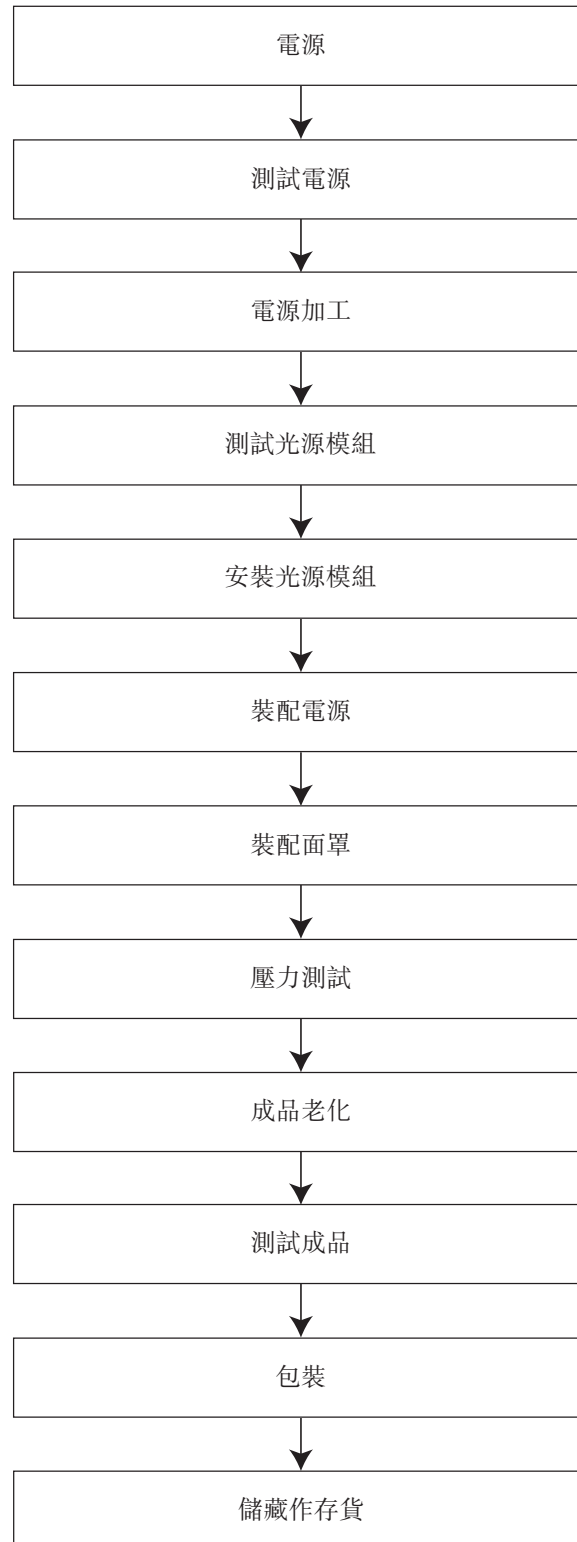 電源
測試電源
電源加工
測試光源模組
安裝光源模組
裝配電源
裝配面罩
壓力測試
成品老化
測試成品
包裝
儲藏作存貨